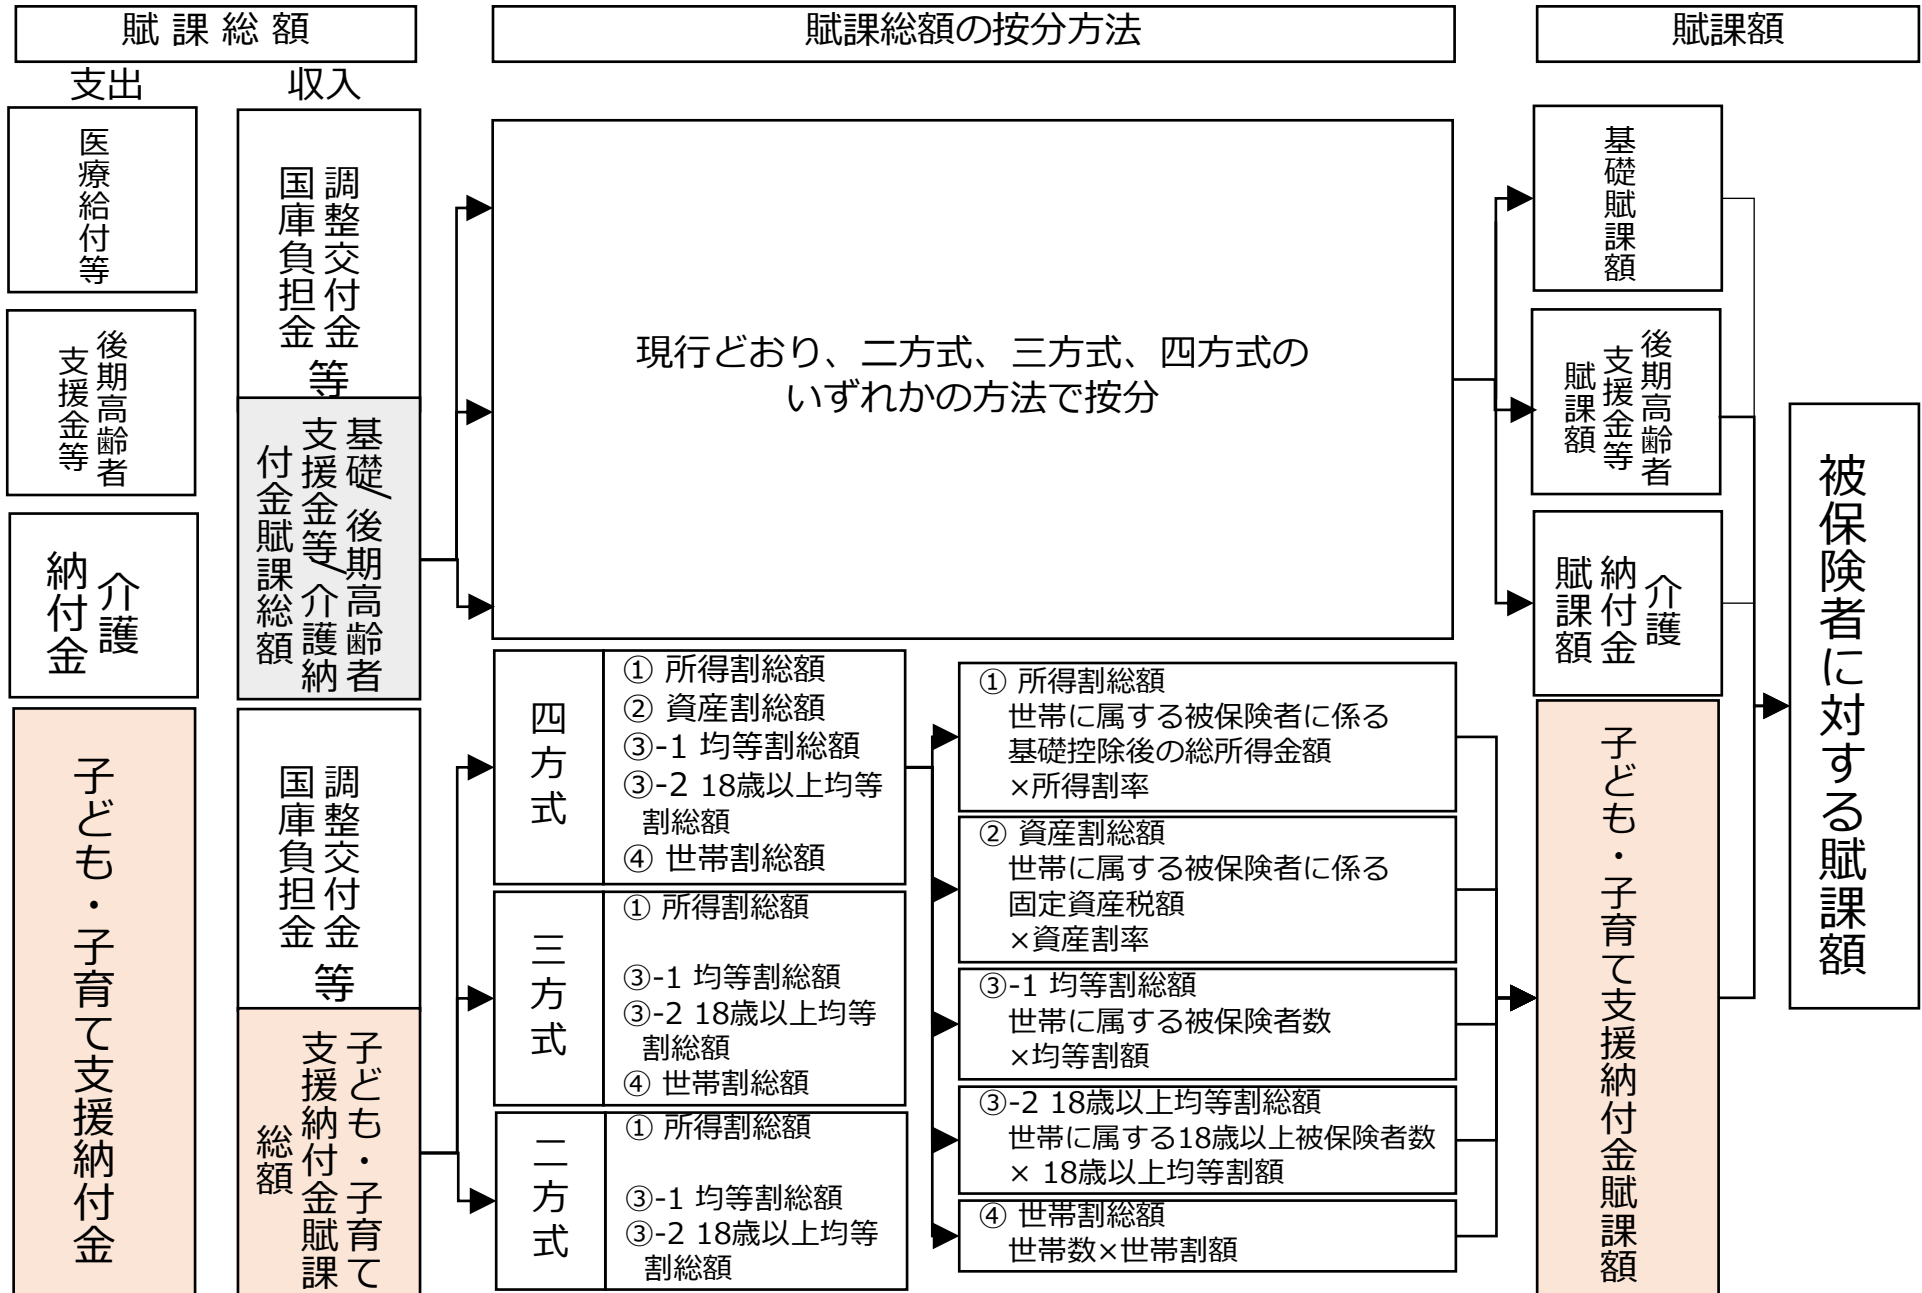 賦課総額
賦課総額の按分方法
賦課額
支出
収入
医療給付等
後期高齢者
支援金等
介護
納付金
子ども・子育て支援納付金
調整交付金
国庫負担金
等
基礎/後期高齢者
支援金等/介護納
付金賦課総額
調整交付金
国庫負担金
等
子ども・子育て
支援納付金賦課
総額
現行どおり、二方式、三方式、四方式の
いずれかの方法で按分
四方式
① 所得割総額
② 資産割総額
③-1 均等割総額
③-2 18歳以上均等
割総額
④ 世帯割総額
三方式
① 所得割総額
③-1 均等割総額
③-2 18歳以上均等
割総額
④ 世帯割総額
二方式
① 所得割総額
③-1 均等割総額
③-2 18歳以上均等
割総額
① 所得割総額
世帯に属する被保険者に係る
基礎控除後の総所得金額
×所得割率
② 資産割総額
世帯に属する被保険者に係る
固定資産税額
×資産割率
③-1 均等割総額
世帯に属する被保険者数
×均等割額
③-2 18歳以上均等割総額
世帯に属する18歳以上被保険者数
× 18歳以上均等割額
④ 世帯割総額
世帯数×世帯割額
基礎賦課額
後期高齢者
支援金等
賦課額
介護
納付金
賦課額
子ども・子育て支援納付金賦課額
被保険者に対する賦課額